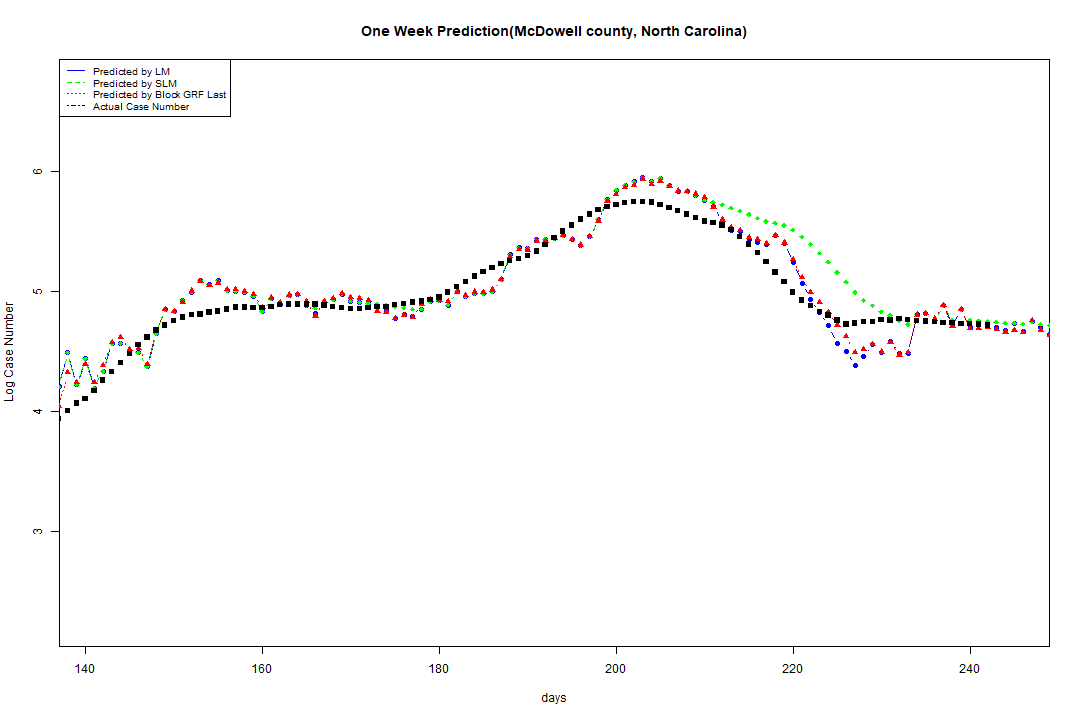 One Week Prediction(McDowell county, North Carolina)
Predicted by LM
Predicted by SLM
Predicted by Block GRF Last
Actual Case Number
6
5
4
3
Log Case Number
140 160 180 200 220 240
days